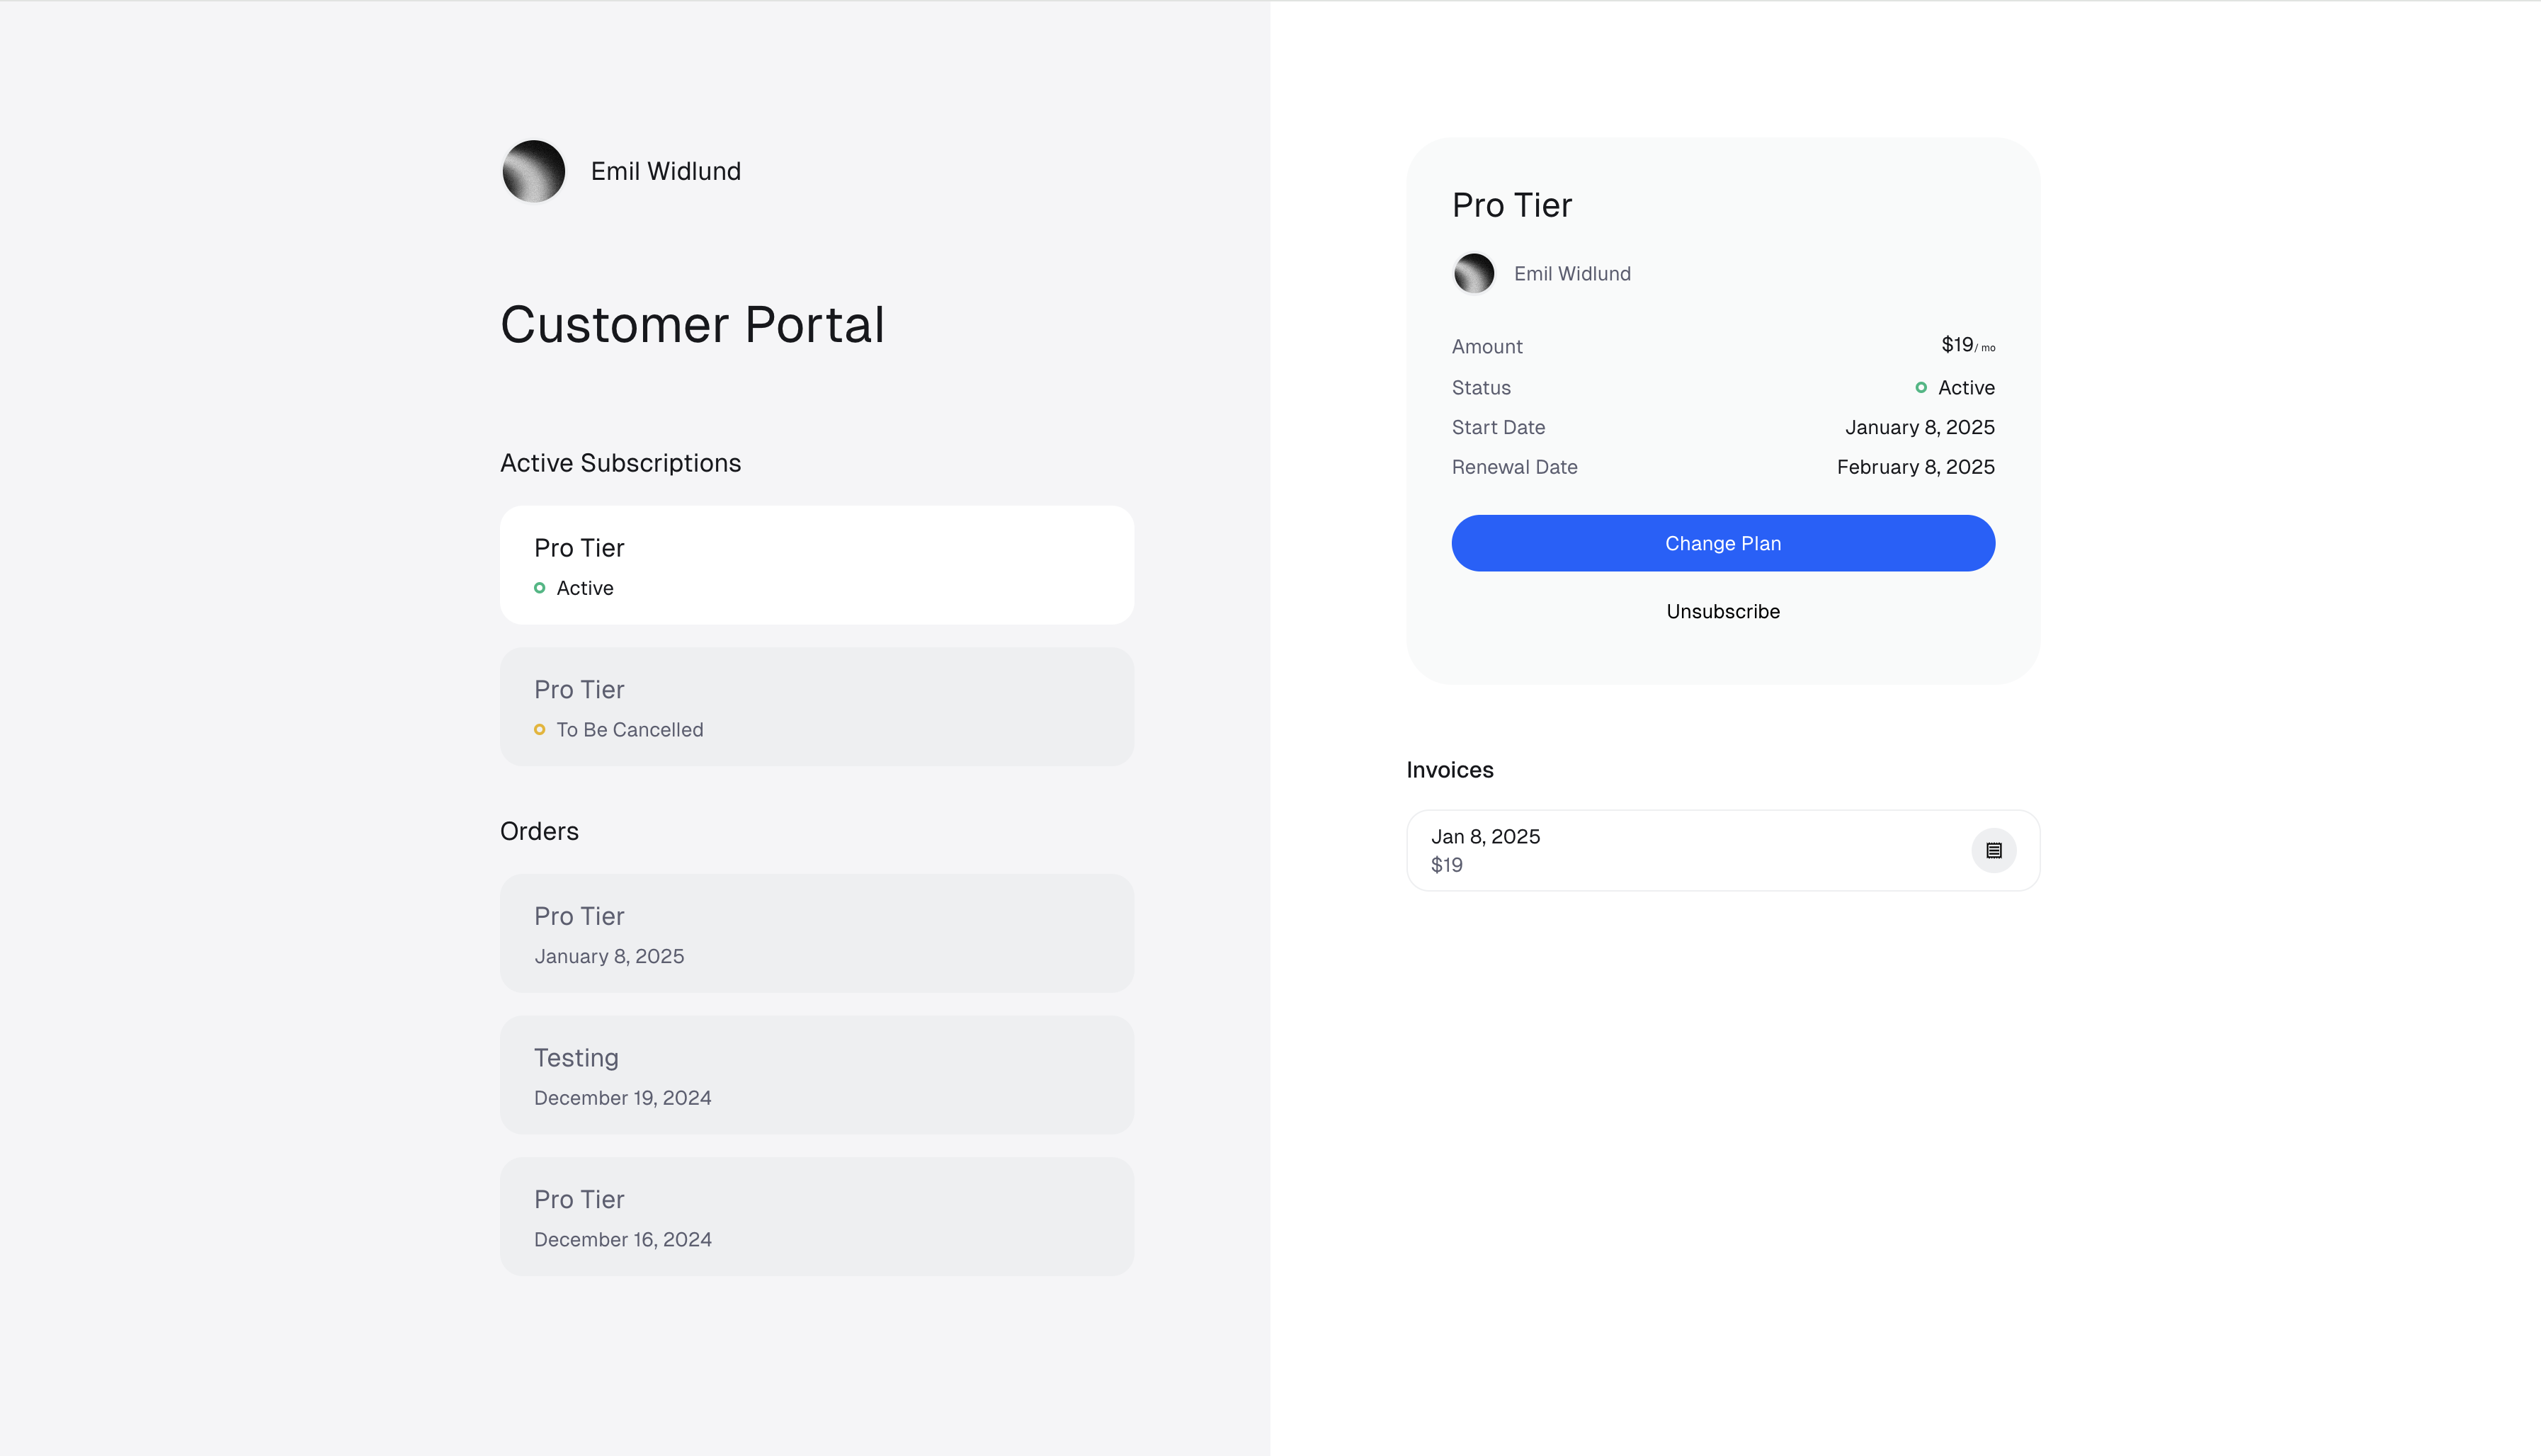 Emil Widlund
Customer Portal
Active Subscriptions
Pro Tier
Active
Pro Tier
To Be Cancelled
Orders
Pro Tier
January 8, 2025
Testing
December 19, 2024
Pro Tier
December 16, 2024
Pro Tier
Emil Widlund
Amount $19/ mo
Status Active
Start Date January 8, 2025
Renewal Date February 8, 2025
Change Plan
Unsubscribe
Invoices
Jan 8, 2025
$19